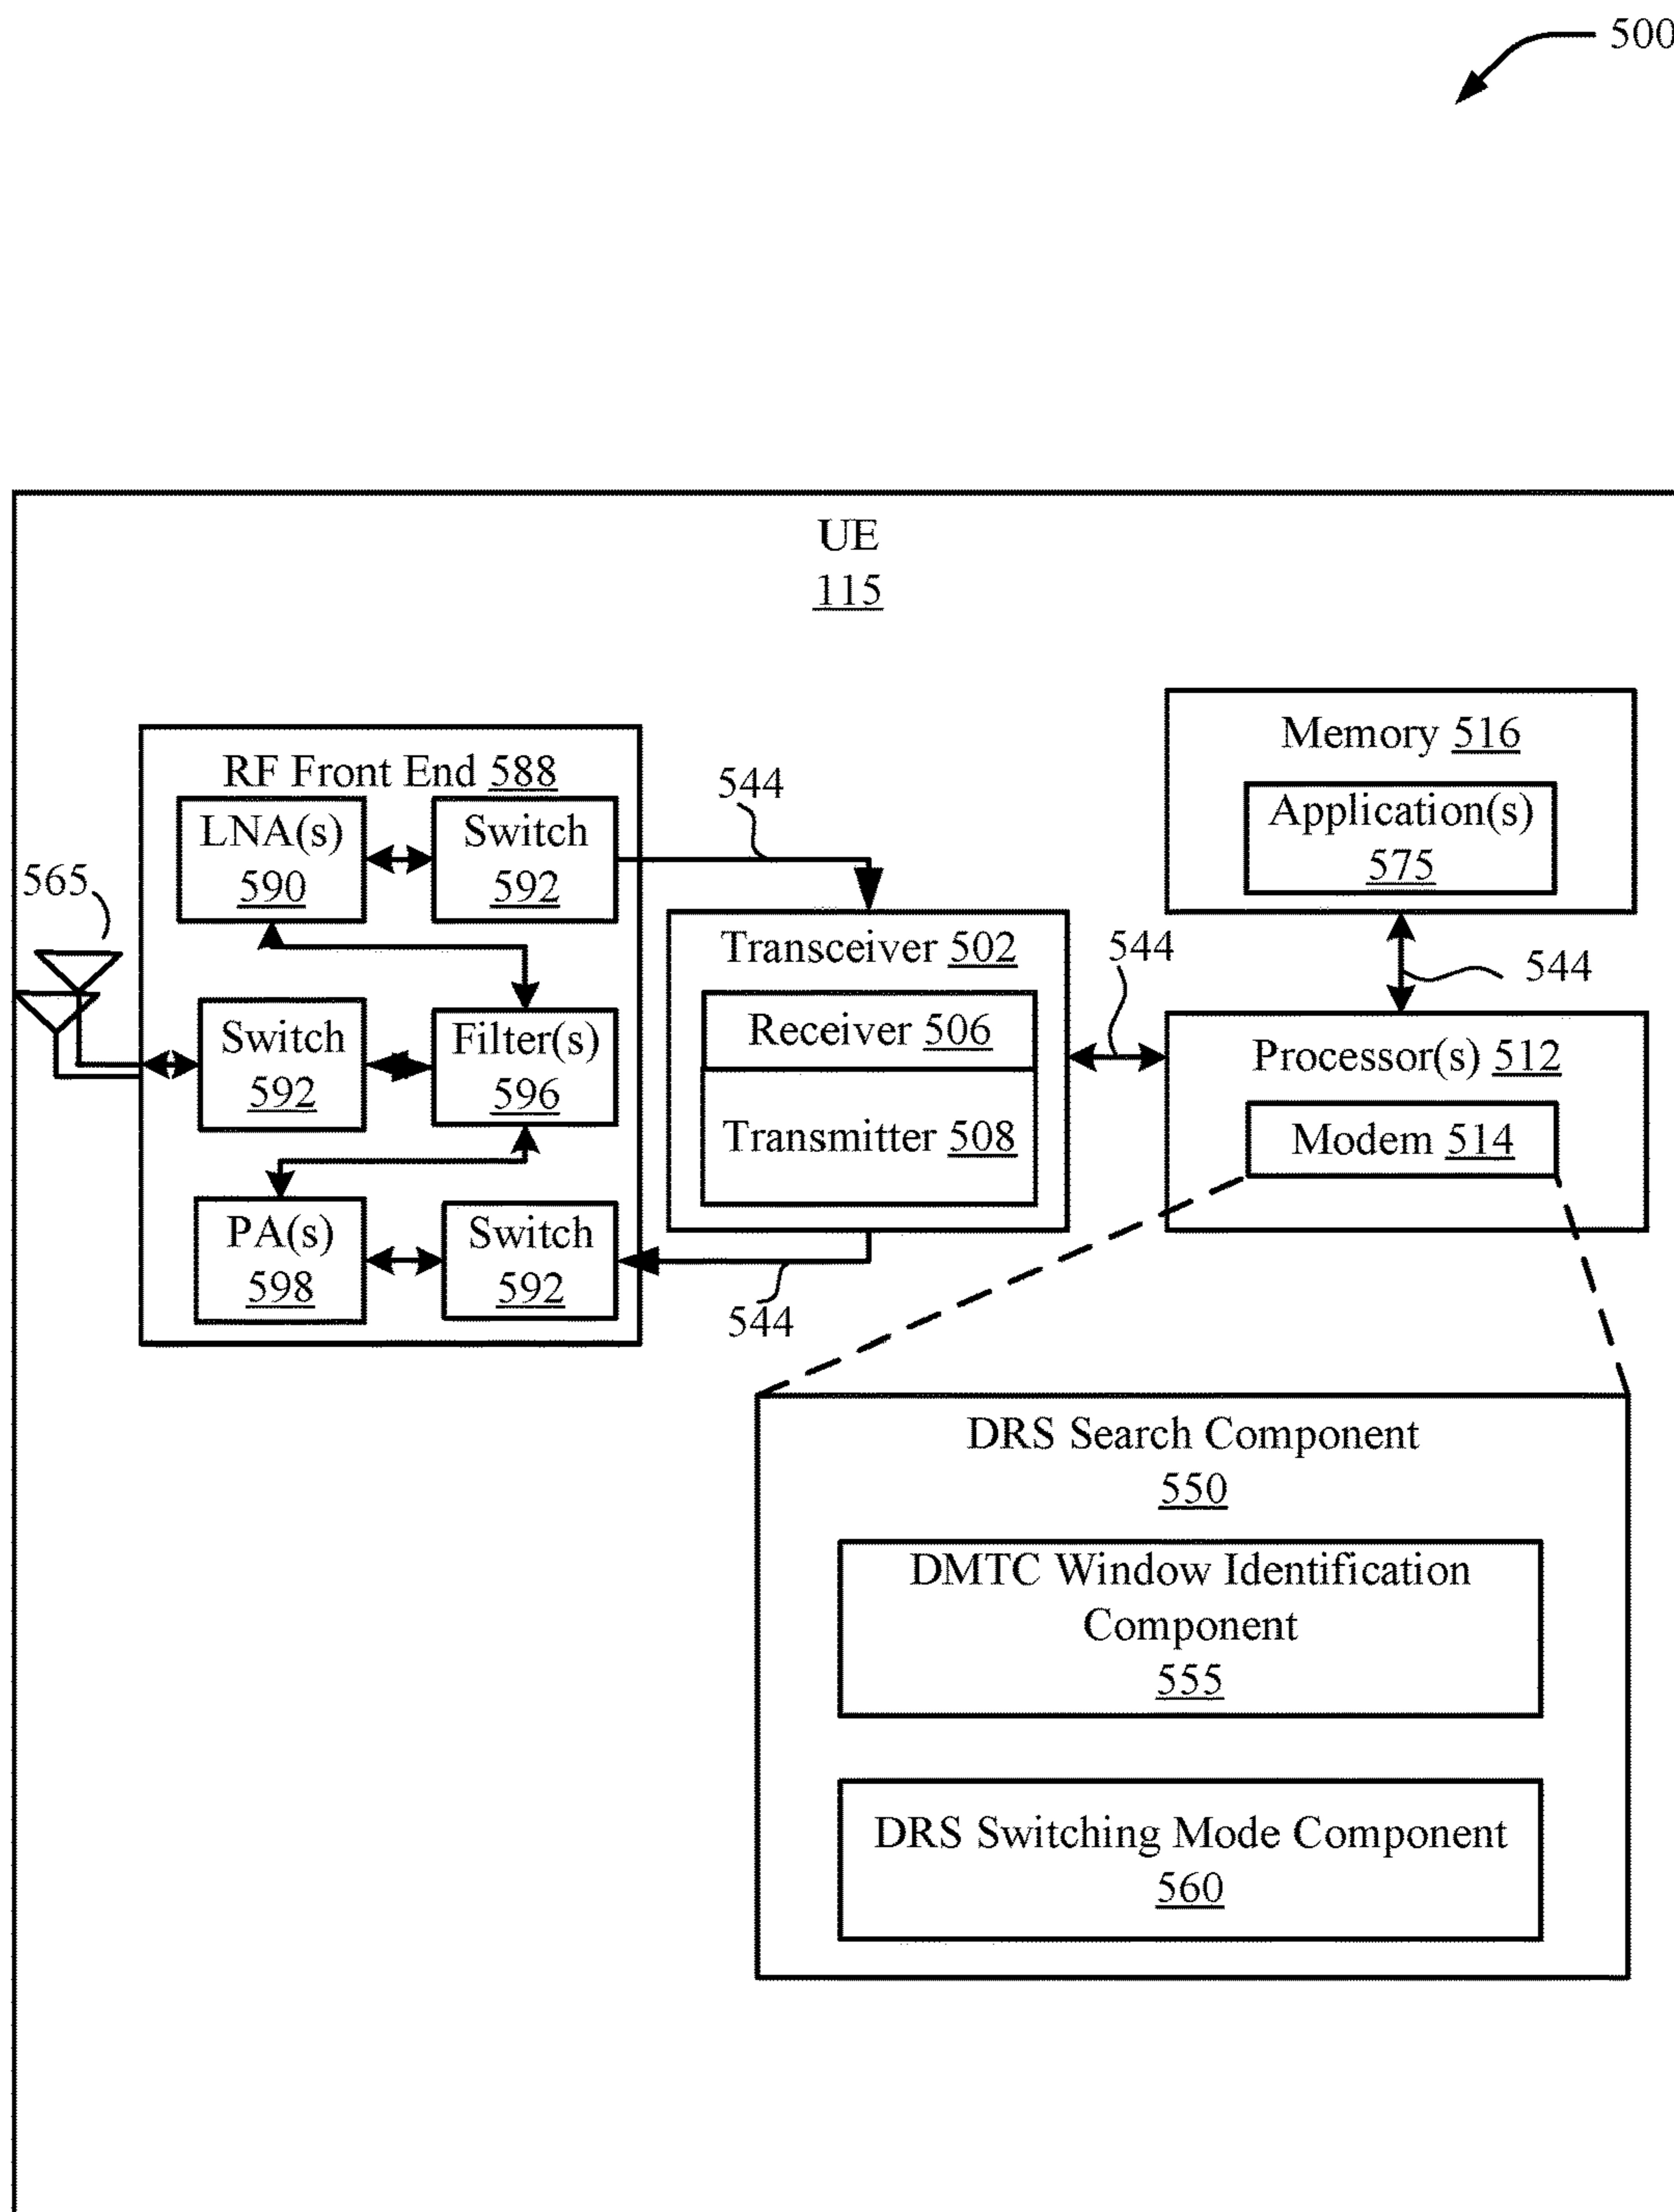 500
UE
115
RF Front End 588
LNA(s)
590
Switch
592
544
Memory 516
Application(s)
575
565
Transceiver 502
544
544
Receiver 506
Switch
592
Filter(s)
596
Processor(s) 512
Transmitter 508
Modem 514
PA(s)
598
Switch
592
544
DRS Search Component
550
DMTC Window Identification
Component
555
DRS Switching Mode Component
560